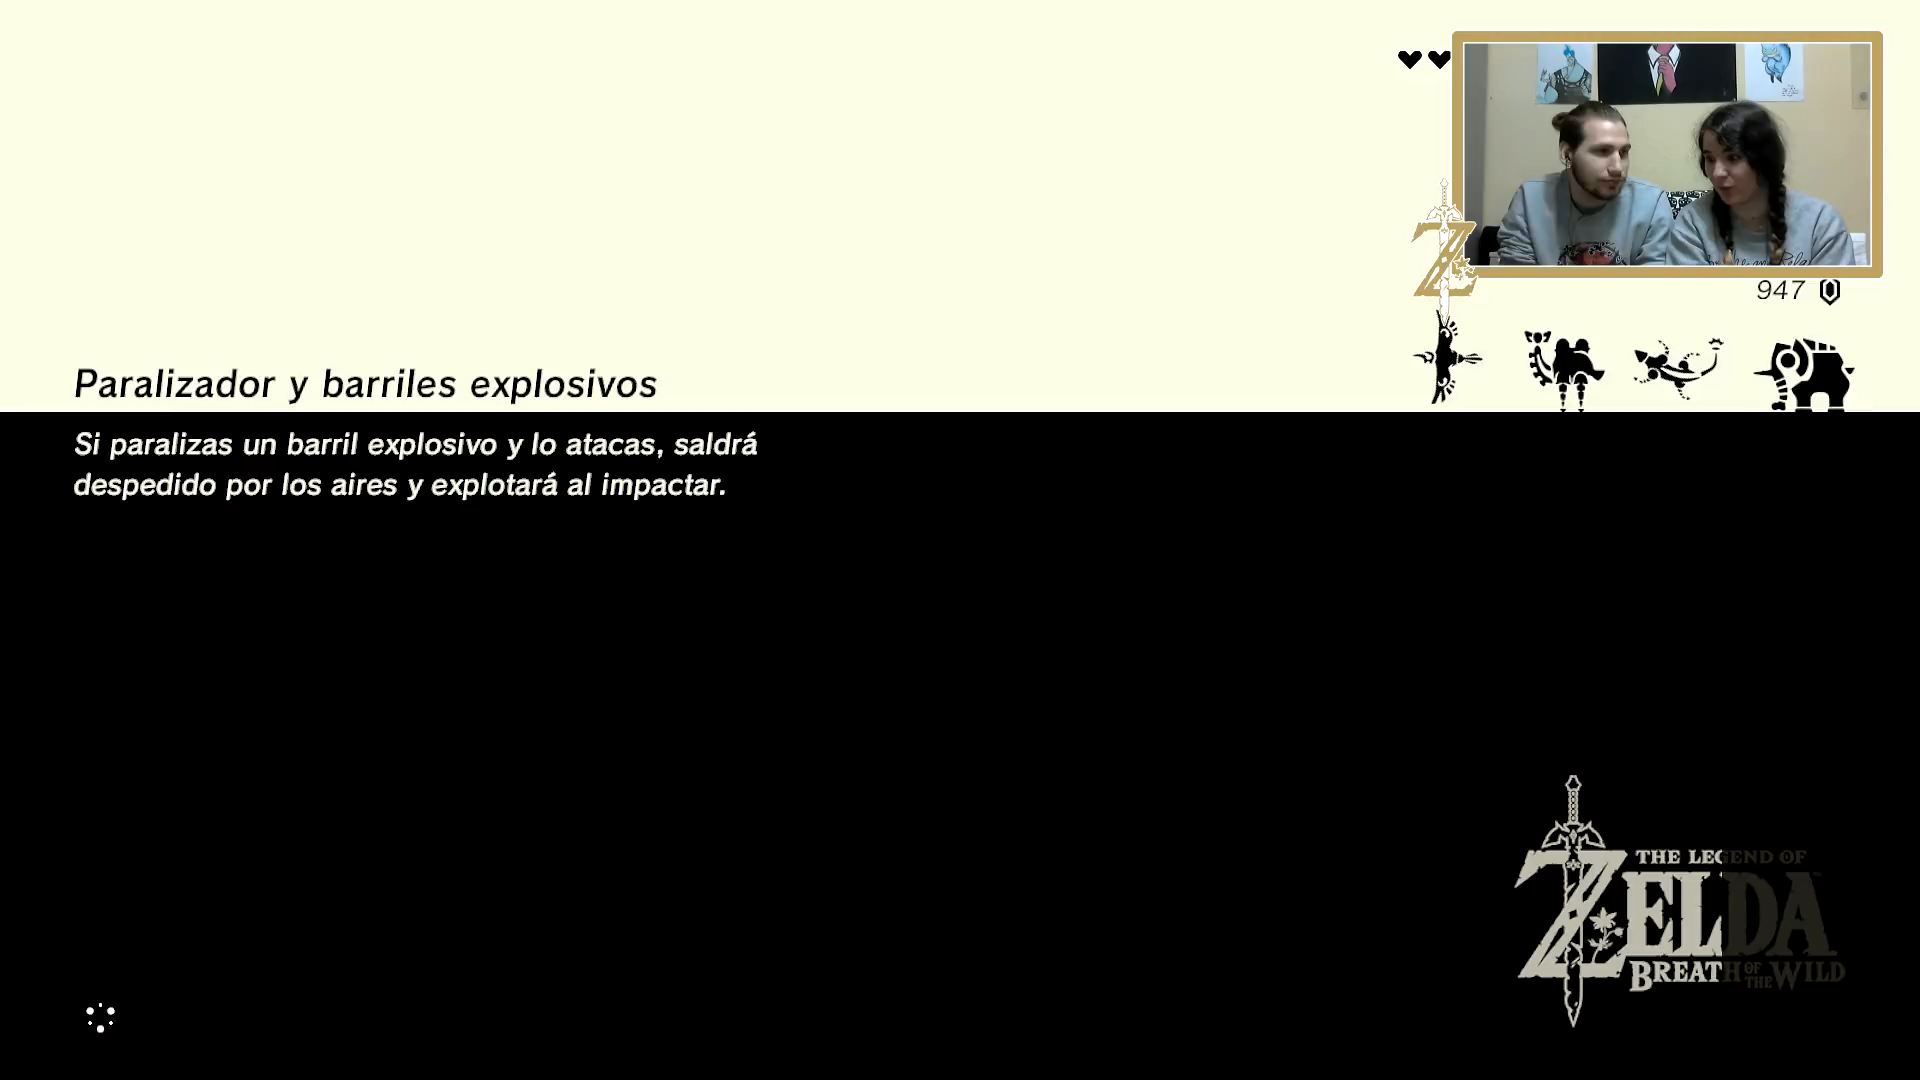 947
Paralizador y barriles explosivos
Si paralizas un barril explosivo y lo atacas, saldrá
despedido por los aires y explotará al impactar.
THE LEGEND OF
ZELDA
BREATH OF THE WILD